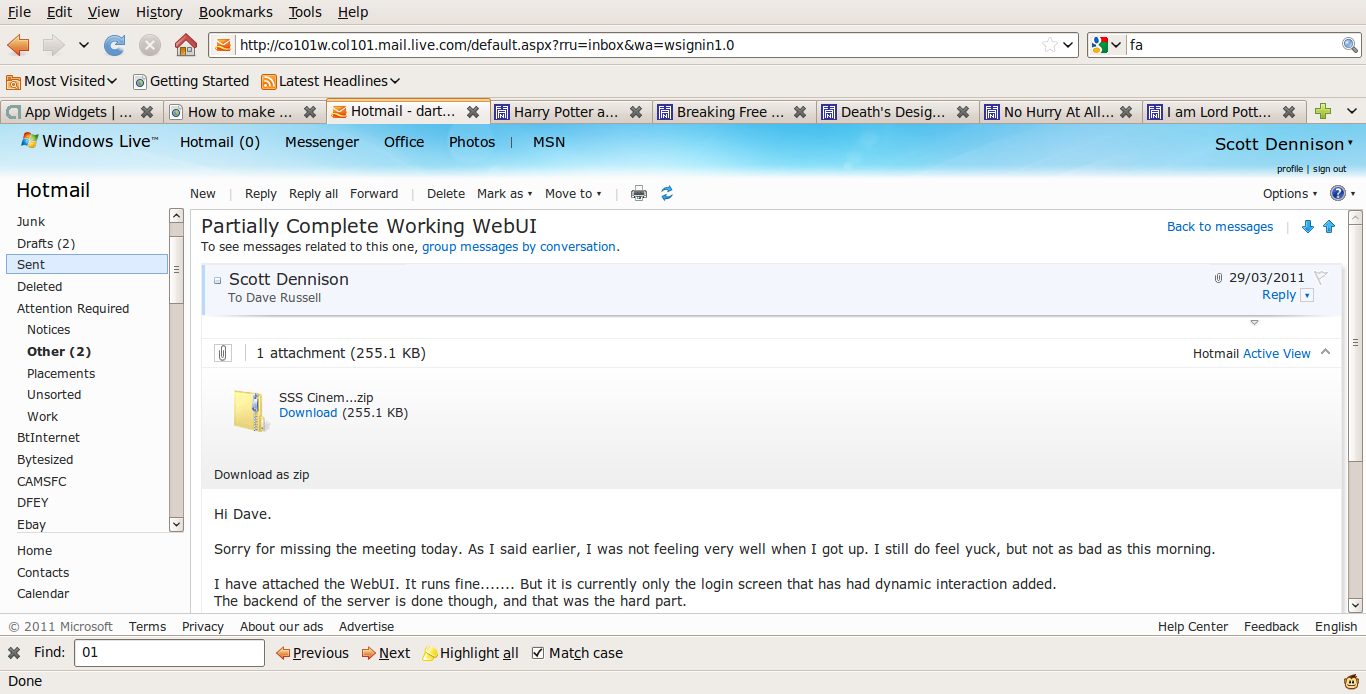 File Edit View History Bookmarks Tools Help
http://co101w.col101.mail.live.com/default.aspx?rru=inbox&wa=wsignin1.0 fa
Most Visited Getting Started Latest Headlines
App Widgets | ... How to make ... Hotmail - dart... Harry Potter a... Breaking Free ... Death's Desig... No Hurry At All... I am Lord Pott...
Windows Live™ Hotmail (0) Messenger Office Photos | MSN Scott Dennison
profile | sign out
Hotmail
New | Reply Reply all Forward | Delete Mark as Move to | Options
Junk
Drafts (2)
Sent
Deleted
Attention Required
Notices
Other (2)
Placements
Unsorted
Work
BtInternet
Bytesized
CAMSFC
DFEY
Ebay
Home
Contacts
Calendar
Partially Complete Working WebUI
Back to messages |
To see messages related to this one, group messages by conversation.
Scott Dennison 29/03/2011
To Dave Russell Reply
1 attachment (255.1 KB) Hotmail Active View
SSS Cinem...zip
Download (255.1 KB)
Download as zip
Hi Dave.
Sorry for missing the meeting today. As I said earlier, I was not feeling very well when I got up. I still do feel yuck, but not as bad as this morning.
I have attached the WebUI. It runs fine....... But it is currently only the login screen that has had dynamic interaction added.
The backend of the server is done though, and that was the hard part.
© 2011 Microsoft Terms Privacy About our ads Advertise Help Center Feedback English
Find: 01 Previous Next Highlight all Match case
Done